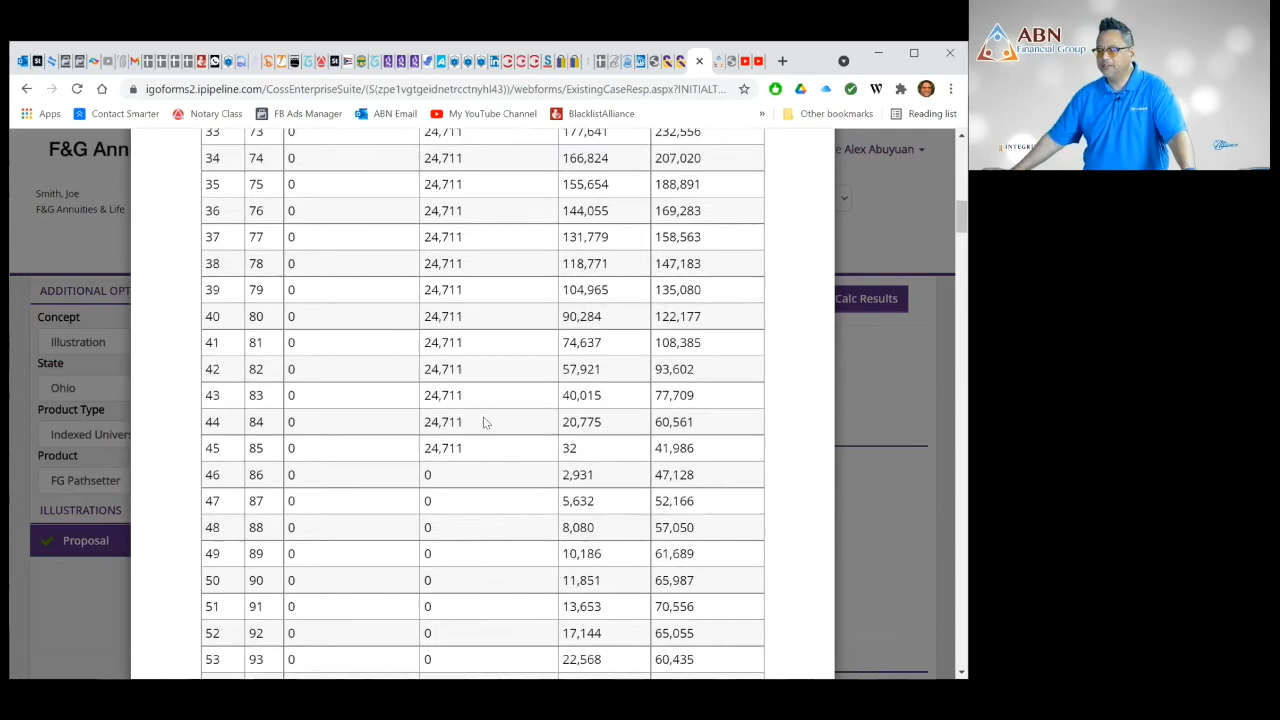 ABN
Financial Group
igoforms2.ipipeline.com/CossEnterpriseSuite/(S(zpe1vgtgeidnetrcctnyhl43))/webforms/ExistingCaseResp.aspx?INITIALT...
Apps Contact Smarter Notary Class FB Ads Manager ABN Email My YouTube Channel BlacklistAlliance » Other bookmarks Reading list
F&G Ann
Alex Abuyuan
Smith, Joe
F&G Annuities & Life
INTEGRI
ADDITIONAL OPT
Calc Results
Concept
Illustration
State
Ohio
Product Type
Indexed Univers
Product
FG Pathsetter
ILLUSTRATIONS
Proposal
33 73 0 24,711 177,641 232,556
34 74 0 24,711 166,824 207,020
35 75 0 24,711 155,654 188,891
36 76 0 24,711 144,055 169,283
37 77 0 24,711 131,779 158,563
38 78 0 24,711 118,771 147,183
39 79 0 24,711 104,965 135,080
40 80 0 24,711 90,284 122,177
41 81 0 24,711 74,637 108,385
42 82 0 24,711 57,921 93,602
43 83 0 24,711 40,015 77,709
44 84 0 24,711 20,775 60,561
45 85 0 24,711 32 41,986
46 86 0 0 2,931 47,128
47 87 0 0 5,632 52,166
48 88 0 0 8,080 57,050
49 89 0 0 10,186 61,689
50 90 0 0 11,851 65,987
51 91 0 0 13,653 70,556
52 92 0 0 17,144 65,055
53 93 0 0 22,568 60,435